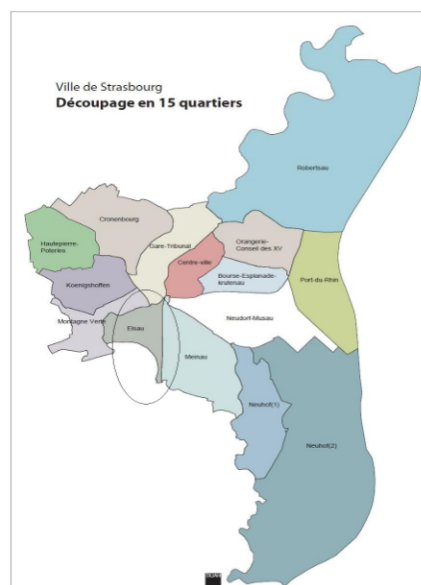 Ville de Strasbourg
Découpage en 15 quartiers
Robertsau
Cronenbourg
Hautepierre-
Poteries
Gare-Tribunal
Orangerie-
Conseil des XV
Centre-ville
Bourse-Esplanade-
krutenau
Port-du-Rhin
Koenigshoffen
Montagne Verte
Elsau
Neudorf-Musau
Meinau
Neuhof(1)
Neuhof(2)